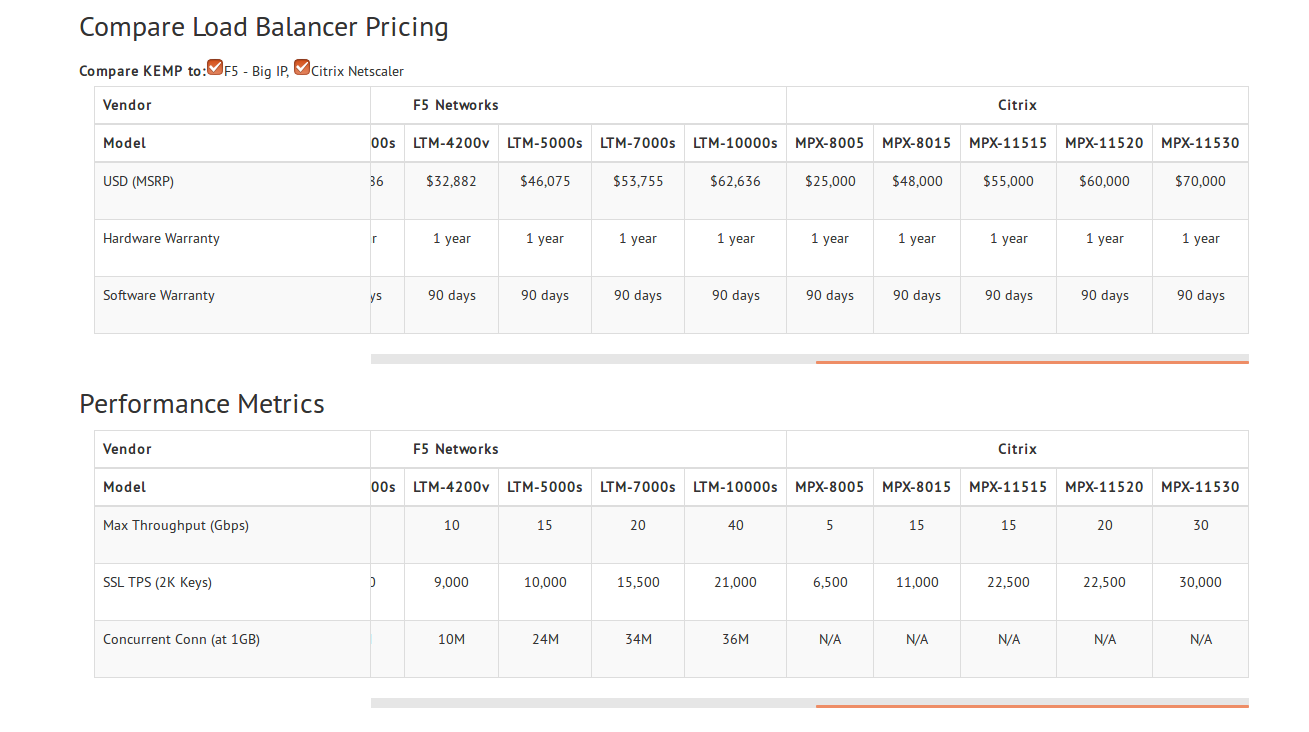 Compare Load Balancer Pricing
Compare KEMP to: F5 - Big IP, Citrix Netscaler
Vendor F5 Networks Citrix
Model 00s LTM-4200v LTM-5000s LTM-7000s LTM-10000s MPX-8005 MPX-8015 MPX-11515 MPX-11520 MPX-11530
USD (MSRP) 36 $32,882 $46,075 $53,755 $62,636 $25,000 $48,000 $55,000 $60,000 $70,000
Hardware Warranty r 1 year 1 year 1 year 1 year 1 year 1 year 1 year 1 year 1 year
Software Warranty ys 90 days 90 days 90 days 90 days 90 days 90 days 90 days 90 days 90 days
Performance Metrics
Vendor F5 Networks Citrix
Model 00s LTM-4200v LTM-5000s LTM-7000s LTM-10000s MPX-8005 MPX-8015 MPX-11515 MPX-11520 MPX-11530
Max Throughput (Gbps) 10 15 20 40 5 15 15 20 30
SSL TPS (2K Keys) 0 9,000 10,000 15,500 21,000 6,500 11,000 22,500 22,500 30,000
Concurrent Conn (at 1GB) 10M 24M 34M 36M N/A N/A N/A N/A N/A